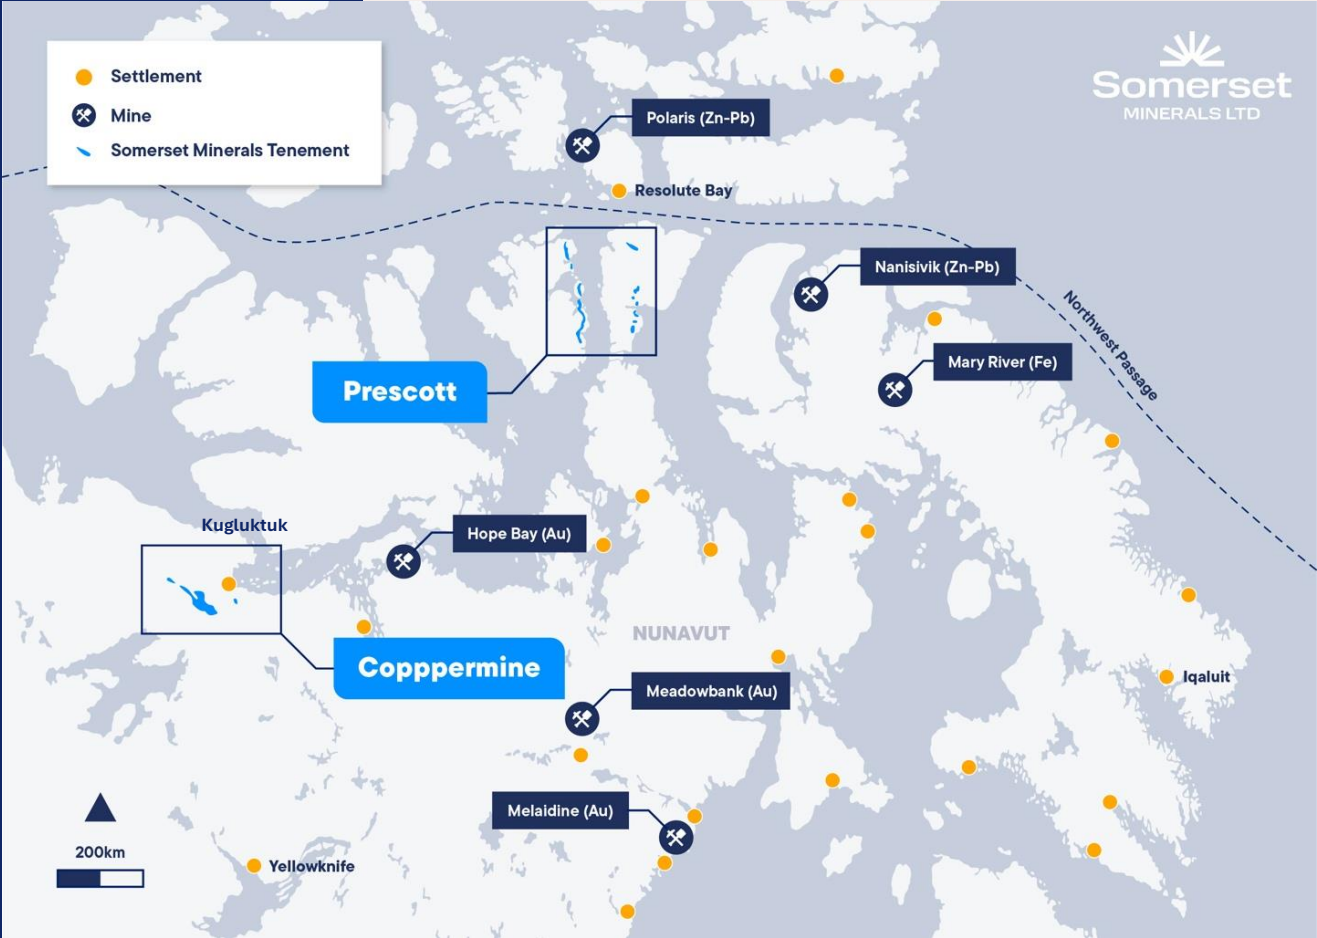 Settlement
Mine
Somerset Minerals Tenement
Somerset
MINERALS LTD
Polaris (Zn-Pb)
Resolute Bay
Nanisivik (Zn-Pb)
Northwest Passage
Mary River (Fe)
Prescott
Kugluktuk
Hope Bay (Au)
NUNAVUT
Copppermine
Meadowbank (Au)
Iqaluit
Melaidine (Au)
200km
Yellowknife